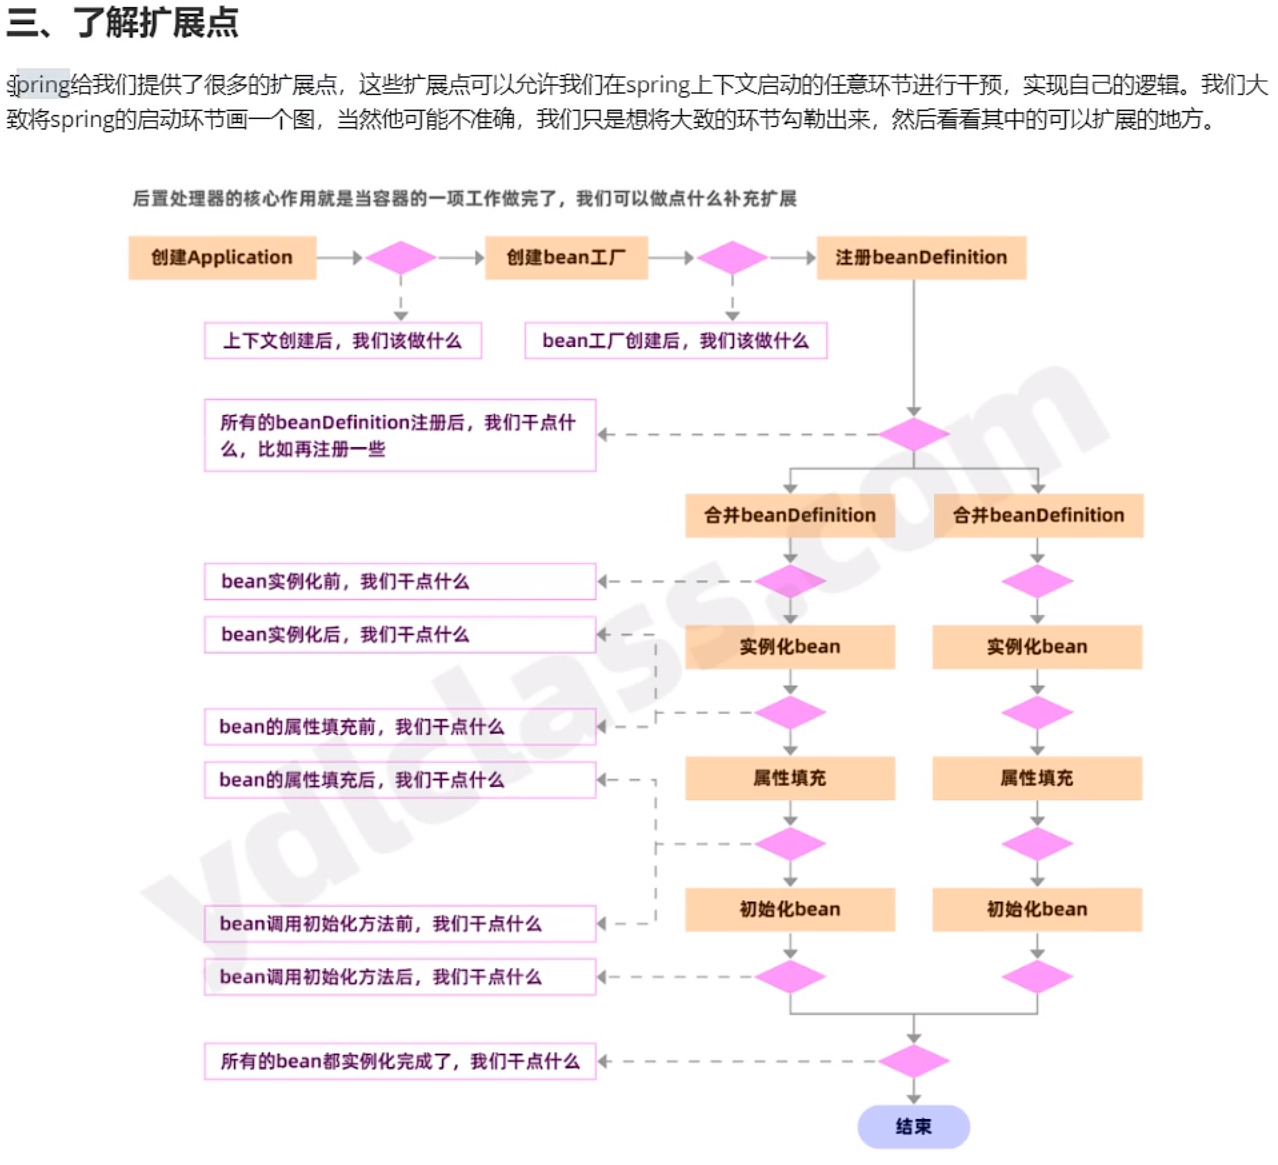 三、了解扩展点
spring给我们提供了很多的扩展点，这些扩展点可以允许我们在spring上下文启动的任意环节进行干预，实现自己的逻辑。我们大
致将spring的启动环节画一个图，当然他可能不准确，我们只是想将大致的环节勾勒出来，然后看看其中的可以扩展的地方。
后置处理器的核心作用就是当容器的一项工作做完了，我们可以做点什么补充扩展
创建Application
创建bean工厂
注册beanDefinition
上下文创建后，我们该做什么
bean工厂创建后，我们该做什么
所有的beanDefinition注册后，我们干点什
么，比如再注册一些
合并beanDefinition
合并beanDefinition
bean实例化前，我们干点什么
bean实例化后，我们干点什么
实例化bean
实例化bean
bean的属性填充前，我们干点什么
bean的属性填充后，我们干点什么
属性填充
属性填充
初始化bean
初始化bean
bean调用初始化方法前，我们干点什么
bean调用初始化方法后，我们干点什么
所有的bean都实例化完成了，我们干点什么
结束
ydlclass.com